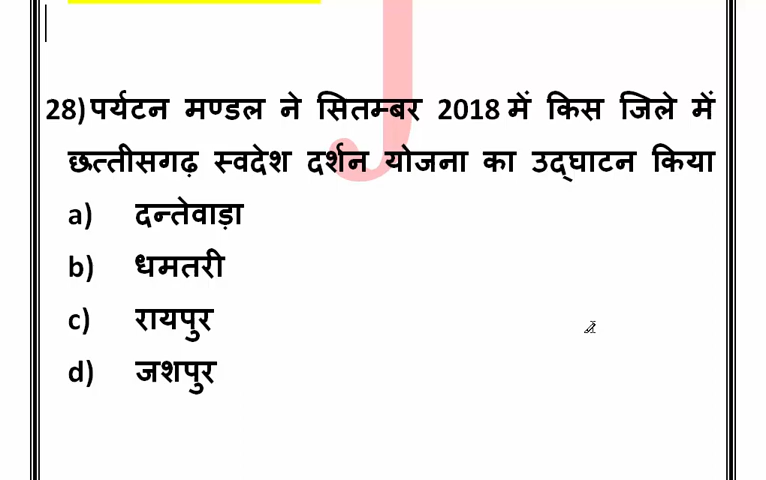 28) पर्यटन मण्डल ने सितम्बर 2018 में किस जिले में
छत्तीसगढ़ स्वदेश दर्शन योजना का उद्घाटन किया
a) दन्तेवाड़ा
b) धमतरी
c) रायपुर
d) जशपुर